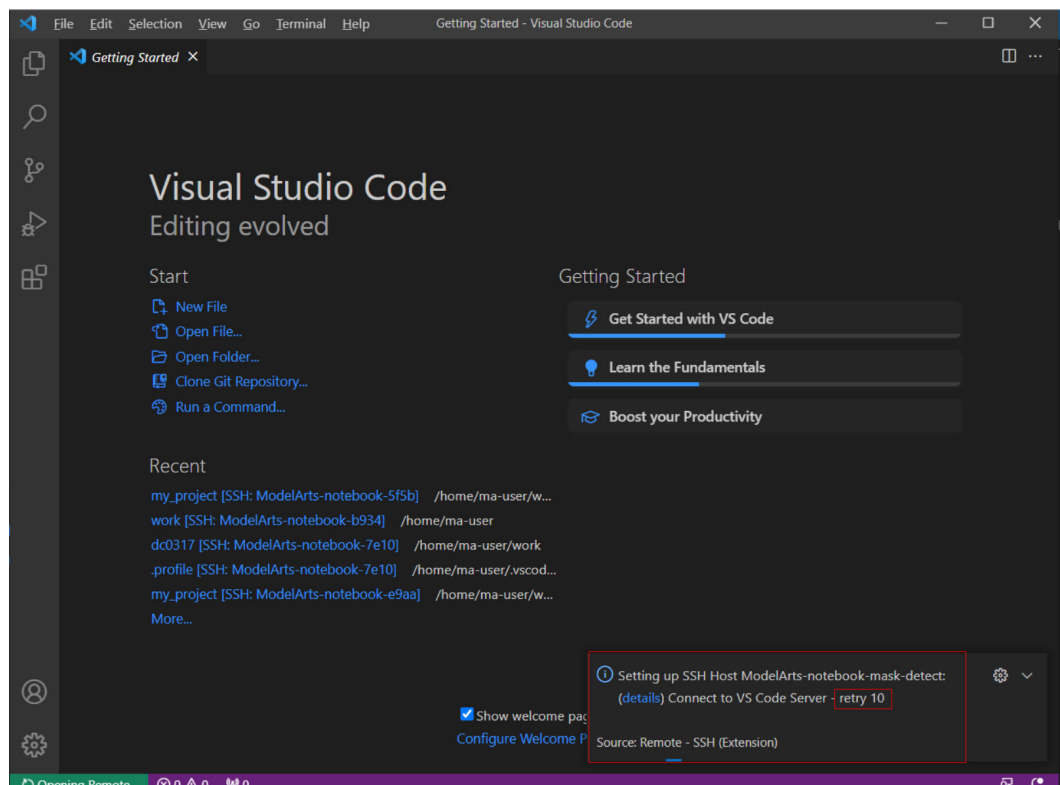 File Edit Selection View Go Terminal Help Getting Started - Visual Studio Code
Getting Started
Visual Studio Code
Editing evolved
Start
New File
Open File...
Open Folder...
Clone Git Repository...
Run a Command...
Recent
my_project [SSH: ModelArts-notebook-5f5b] /home/ma-user/w...
work [SSH: ModelArts-notebook-b934] /home/ma-user
dc0317 [SSH: ModelArts-notebook-7e10] /home/ma-user/work
.profile [SSH: ModelArts-notebook-7e10] /home/ma-user/.vscod...
my_project [SSH: ModelArts-notebook-e9aa] /home/ma-user/w...
More...
Getting Started
Get Started with VS Code
Learn the Fundamentals
Boost your Productivity
Show welcome pag
Configure Welcome P
Setting up SSH Host ModelArts-notebook-mask-detect:
(details) Connect to VS Code Server - retry 10
Source: Remote - SSH (Extension)
Opening Remote 0 0 0